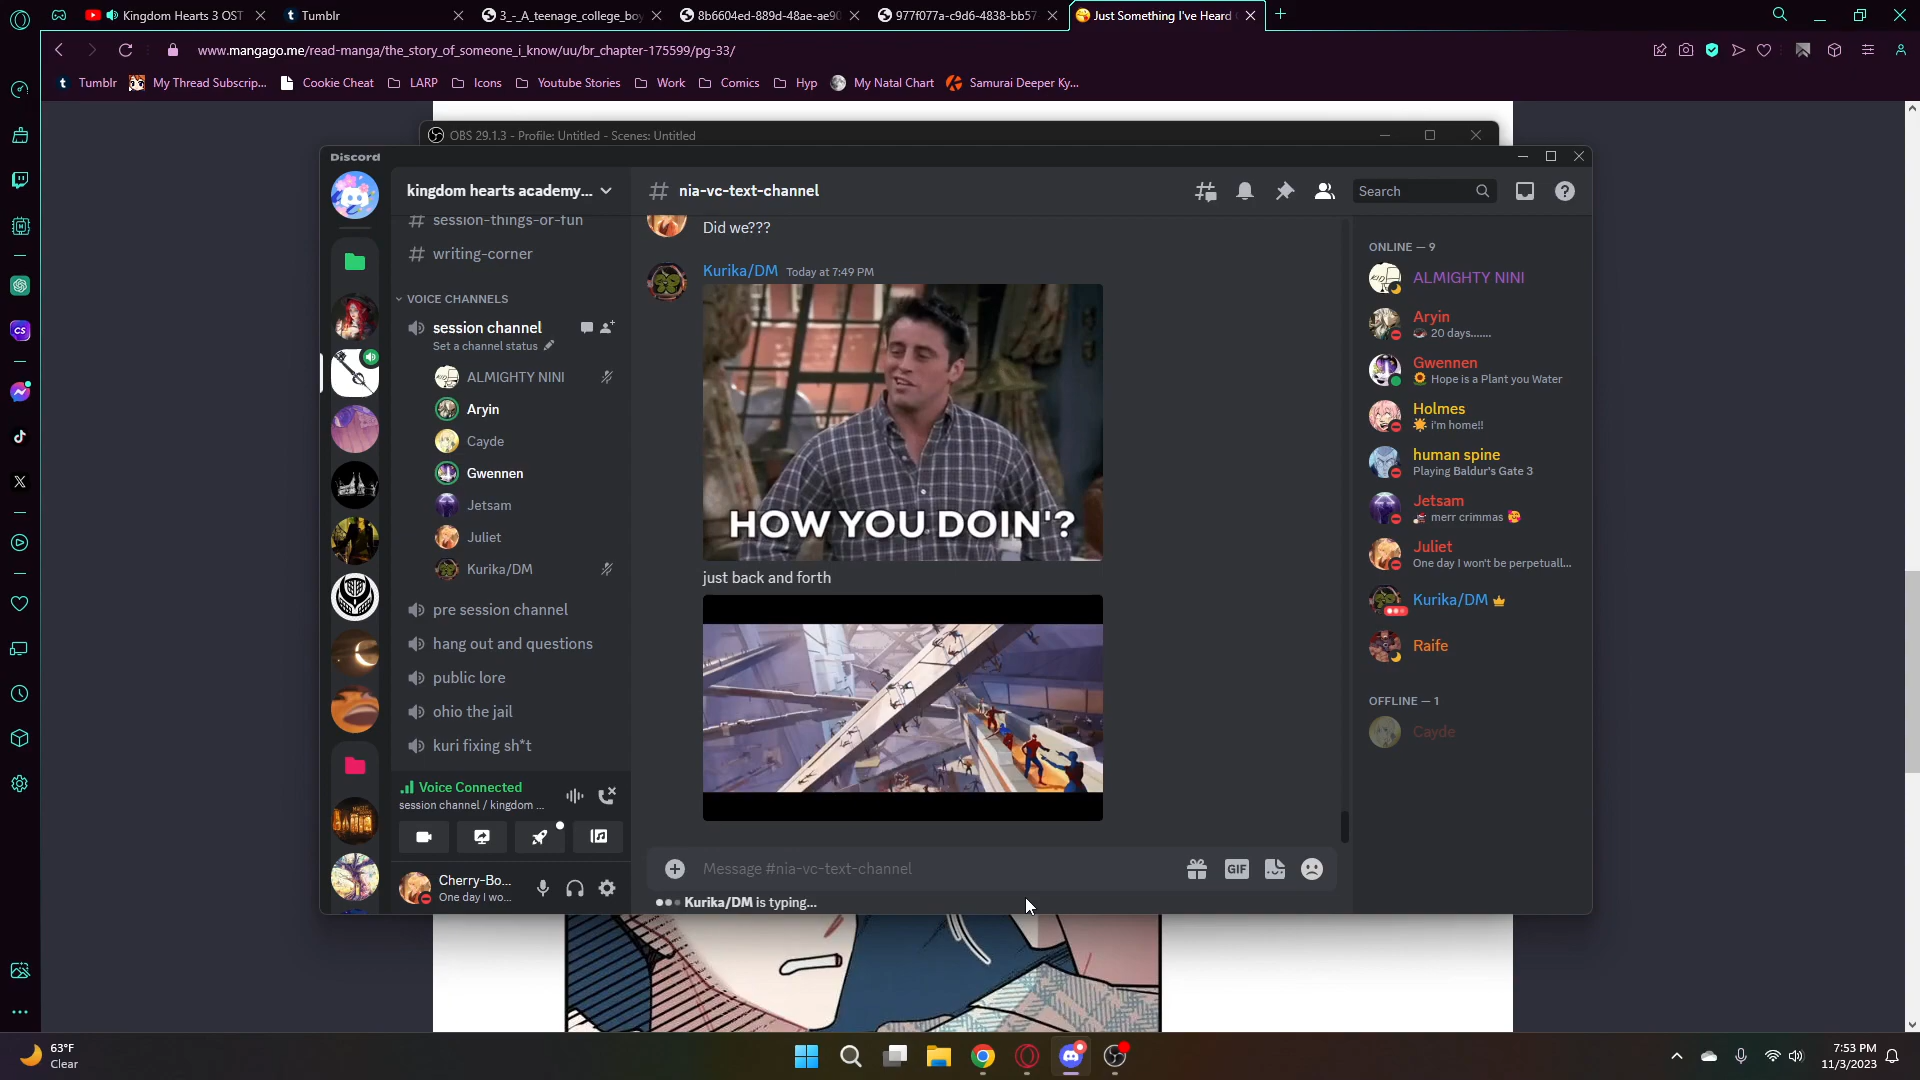 Kingdom Hearts 3 OST
Tumblr
3_-_A_teenage_college_boy
8b6604ed-889d-48ae-ae90
977f077a-c9d6-4838-bb57
Just Something I've Heard
www.mangago.me/read-manga/the_story_of_someone_i_know/uu/br_chapter-175599/pg-33/
Tumblr
My Thread Subscrip...
Cookie Cheat
LARP
Icons
Youtube Stories
Work
Comics
Hyp
My Natal Chart
Samurai Deeper Ky...
OBS 29.1.3 - Profile: Untitled - Scenes: Untitled
Discord
kingdom hearts academy...
session-things-or-fun
writing-corner
VOICE CHANNELS
session channel
Set a channel status
ALMIGHTY NINI
Aryin
Cayde
Gwennen
Jetsam
Juliet
Kurika/DM
pre session channel
hang out and questions
public lore
ohio the jail
kuri fixing sh*t
Voice Connected
session channel / kingdom ...
Cherry-Bo...
One day I wo...
nia-vc-text-channel
Search
Did we???
Kurika/DM Today at 7:49 PM
HOW YOU DOIN'?
just back and forth
Message #nia-vc-text-channel
GIF
Kurika/DM is typing...
ONLINE — 9
ALMIGHTY NINI
Aryin
20 days.......
Gwennen
Hope is a Plant you Water
Holmes
i'm home!!
human spine
Playing Baldur's Gate 3
Jetsam
merr crimmas
Juliet
One day I won't be perpetuall...
Kurika/DM
Raife
OFFLINE — 1
Cayde
63°F
Clear
7:53 PM
11/3/2023